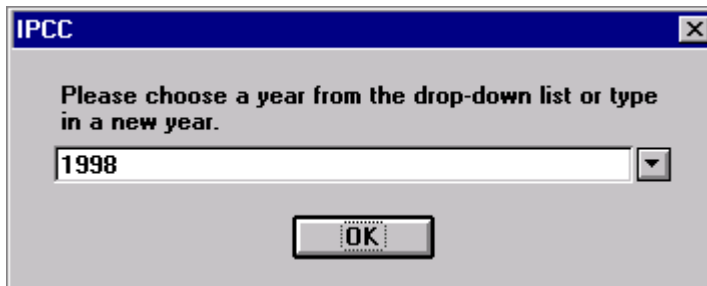 IPCC
Please choose a year from the drop-down list or type
in a new year.
1998
OK